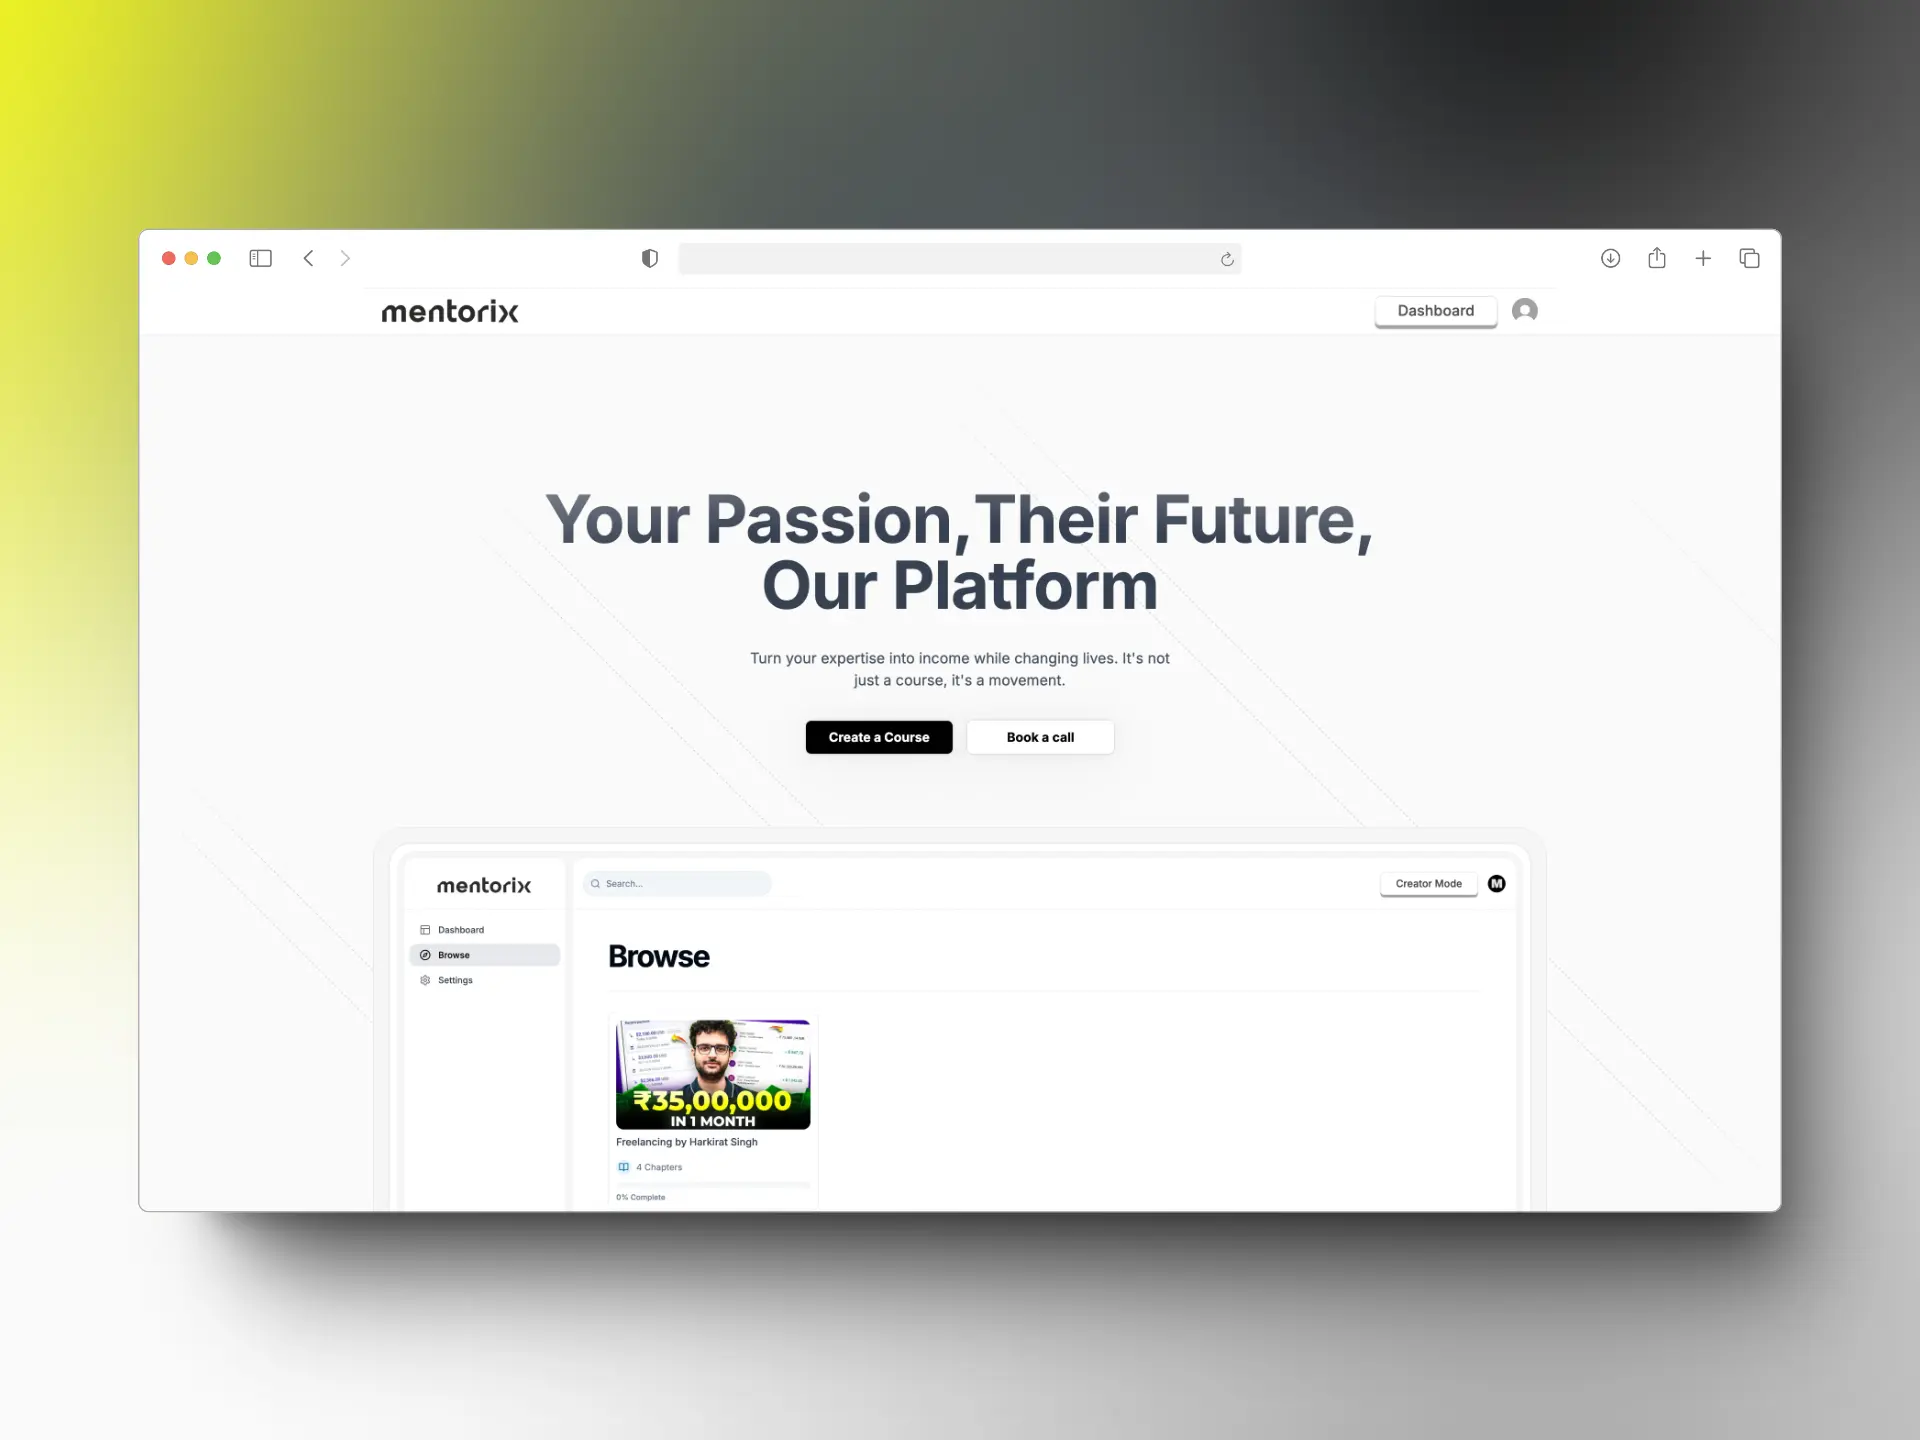 mentorix
Dashboard
Your Passion,Their Future,
Our Platform
Turn your expertise into income while changing lives. It's not
just a course, it's a movement.
Create a Course
Book a call
mentorix
Search...
Creator Mode
M
Dashboard
Browse
Settings
Browse
₹35,00,000
IN 1 MONTH
Freelancing by Harkirat Singh
4 Chapters
0% Complete